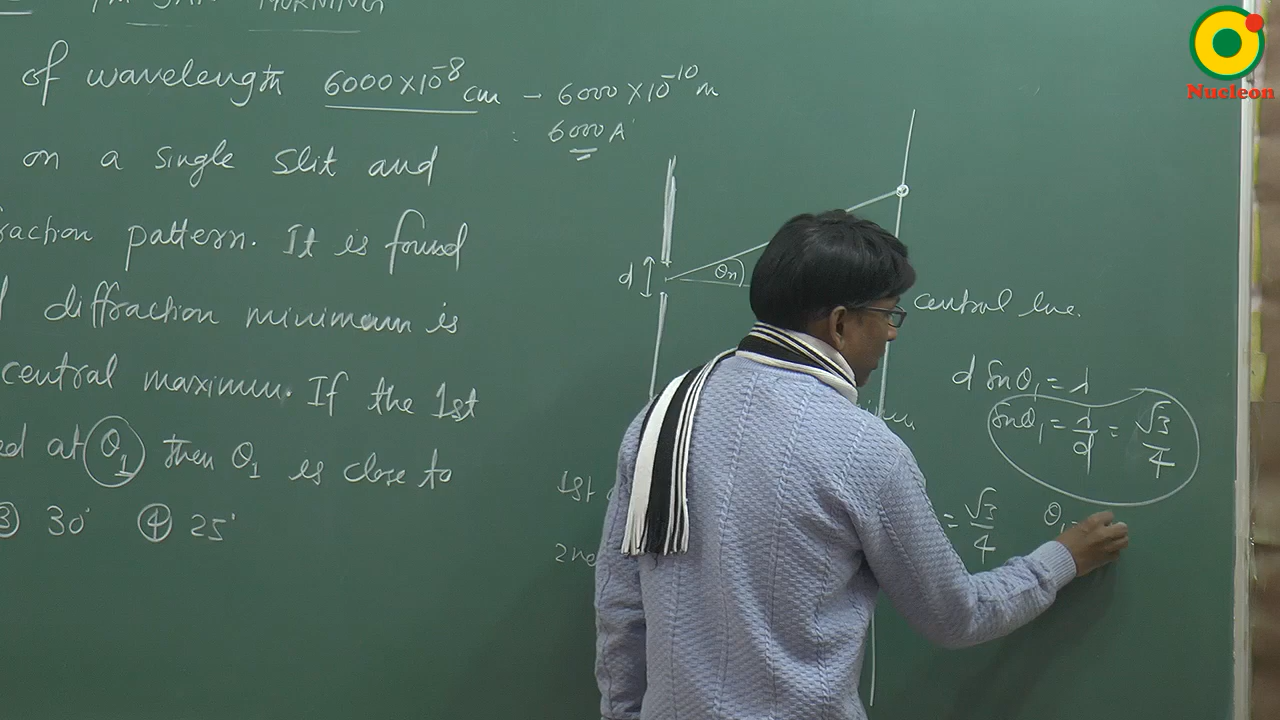 MORNING
of wavelength 6000×10⁻⁸ cm – 6000×10⁻¹⁰ m
: 6000 A°
on a single slit and
raction pattern. It is found
d diffraction minimum is
central maximum. If the 1st
ed at θ₁ then θ₁ is close to
③ 30° ④ 25°
d
θn
central line.
d Sinθ₁ = λ
Sinθ₁ = λ/d = √3/4
1st
= √3/4
θ₁ =
2nd
Nucleon